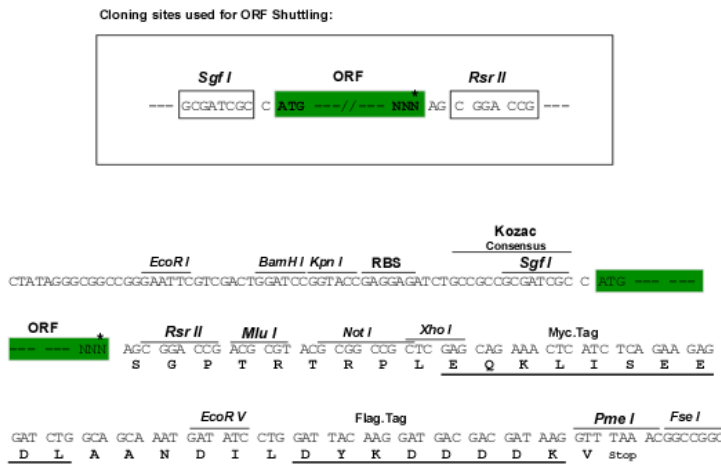 Cloning sites used for ORF Shuttling:
Sgf I ORF Rsr II
--- GCGATCGC C ATG ---//--- NNN* AG C GGA CCG ---
Kozac
Consensus
EcoR I BamH I Kpn I RBS Sgf I
CTATAGGGCGGCCGGGAATTCGTCGACTGGATCCGGTACCGAGGAGATCTGCCGCCGCGATCGC C ATG --- ---
ORF Rsr II Mlu I Not I Xho I Myc.Tag
--- --- NNN* AGC GGA CCG ACG CGT ACG CGG CCG CTC GAG CAG AAA CTC ATC TCA GAA GAG
S G P T R T R P L E Q K L I S E E
EcoR V Flag.Tag Pme I Fse I
GAT CTG GCA GCA AAT GAT ATC CTG GAT TAC AAG GAT GAC GAC GAT AAG GTT TAA ACGGCCGGC
D L A A N D I L D Y K D D D D K V Stop